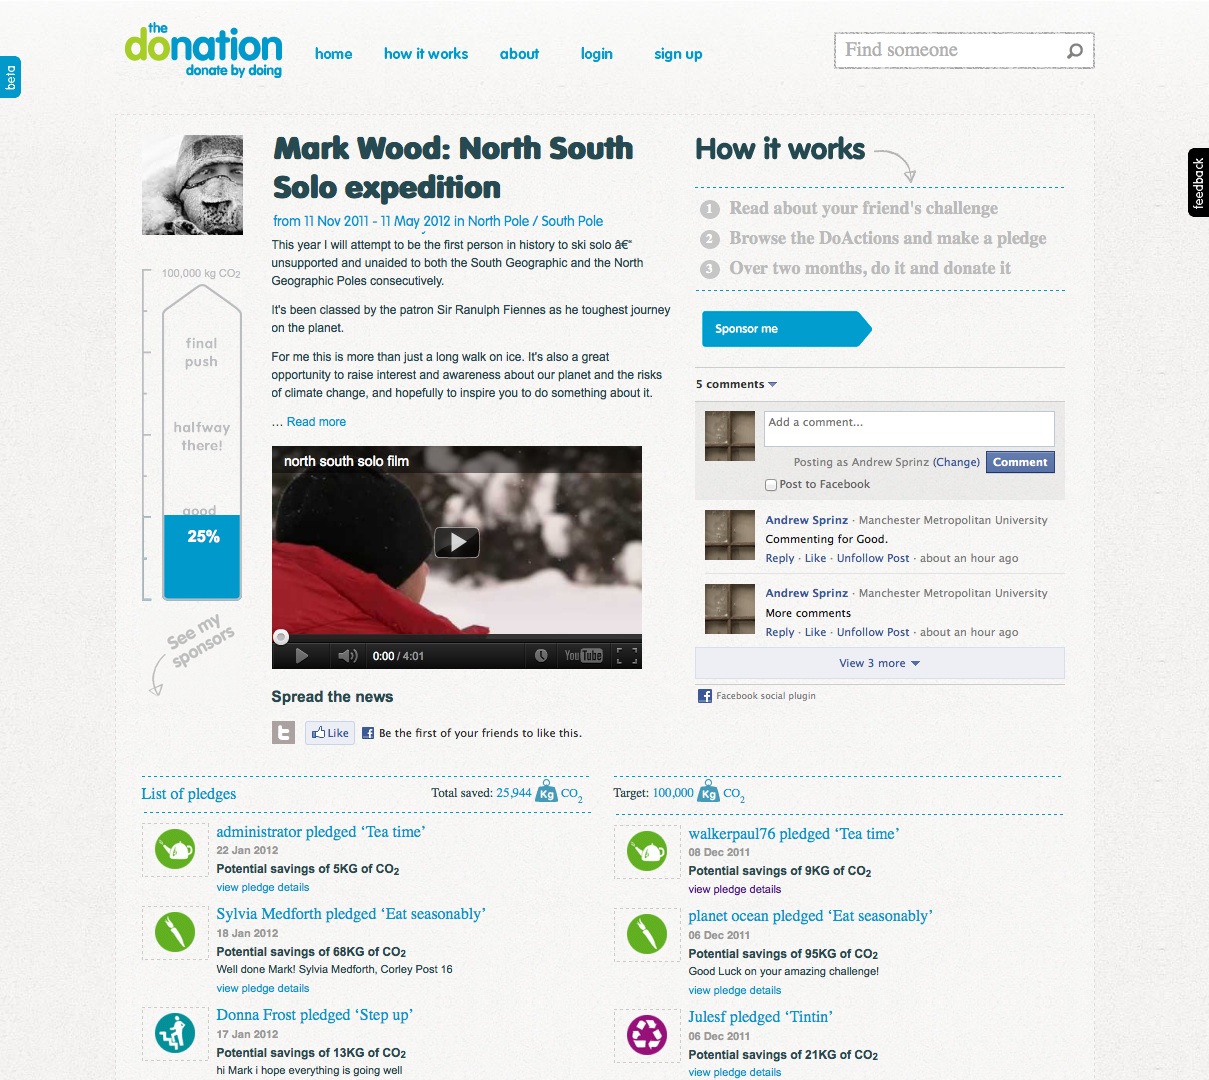 the
donation
donate by doing
home
how it works
about
login
sign up
Find someone
beta
feedback
Mark Wood: North South
Solo expedition
from 11 Nov 2011 - 11 May 2012 in North Pole / South Pole
This year I will attempt to be the first person in history to ski solo â€“
unsupported and unaided to both the South Geographic and the North
Geographic Poles consecutively.
It's been classed by the patron Sir Ranulph Fiennes as he toughest journey
on the planet.
For me this is more than just a long walk on ice. It's also a great
opportunity to raise interest and awareness about our planet and the risks
of climate change, and hopefully to inspire you to do something about it.
... Read more
100,000 kg CO2
final
push
halfway
there!
good
25%
See my
sponsors
north south solo film
0:00 / 4:01
YouTube
Spread the news
Like
Be the first of your friends to like this.
How it works
1 Read about your friend's challenge
2 Browse the DoActions and make a pledge
3 Over two months, do it and donate it
Sponsor me
5 comments
Add a comment...
Posting as Andrew Sprinz (Change) Comment
Post to Facebook
Andrew Sprinz · Manchester Metropolitan University
Commenting for Good.
Reply · Like · Unfollow Post · about an hour ago
Andrew Sprinz · Manchester Metropolitan University
More comments
Reply · Like · Unfollow Post · about an hour ago
View 3 more
Facebook social plugin
List of pledges
Total saved: 25,944 Kg CO2
Target: 100,000 Kg CO2
administrator pledged ‘Tea time’
22 Jan 2012
Potential savings of 5KG of CO2
view pledge details
Sylvia Medforth pledged ‘Eat seasonably’
18 Jan 2012
Potential savings of 68KG of CO2
Well done Mark! Sylvia Medforth, Corley Post 16
view pledge details
Donna Frost pledged ‘Step up’
17 Jan 2012
Potential savings of 13KG of CO2
hi Mark i hope everything is going well
walkerpaul76 pledged ‘Tea time’
08 Dec 2011
Potential savings of 9KG of CO2
view pledge details
planet ocean pledged ‘Eat seasonably’
06 Dec 2011
Potential savings of 95KG of CO2
Good Luck on your amazing challenge!
view pledge details
Julesf pledged ‘Tintin’
06 Dec 2011
Potential savings of 21KG of CO2
view pledge details